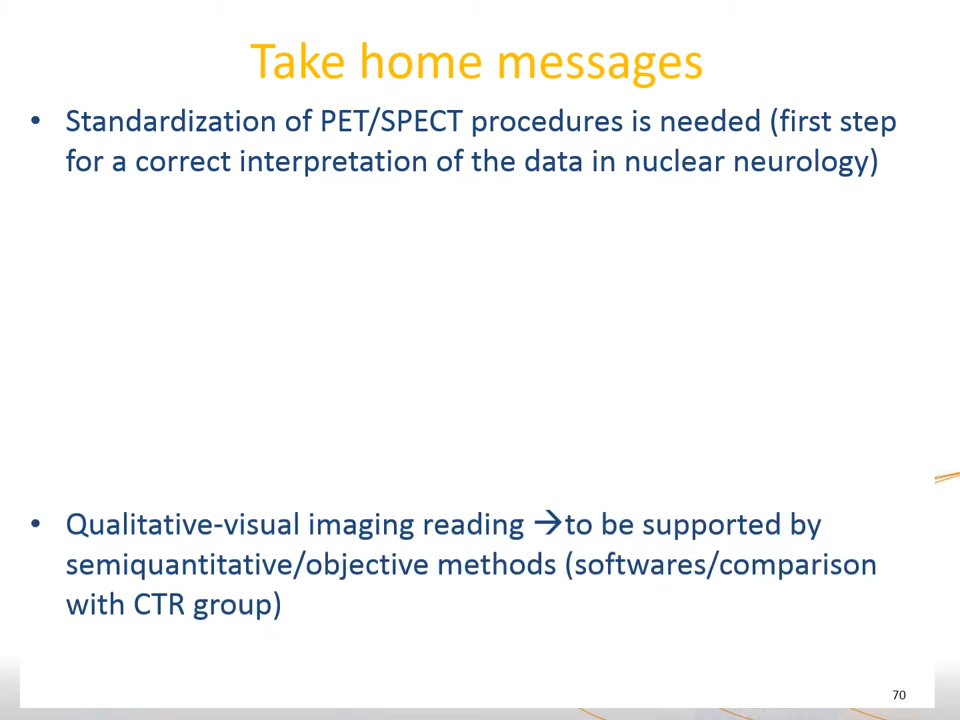 Take home messages
• Standardization of PET/SPECT procedures is needed (first step
for a correct interpretation of the data in nuclear neurology)
• Qualitative-visual imaging reading →to be supported by
semiquantitative/objective methods (softwares/comparison
with CTR group)
70